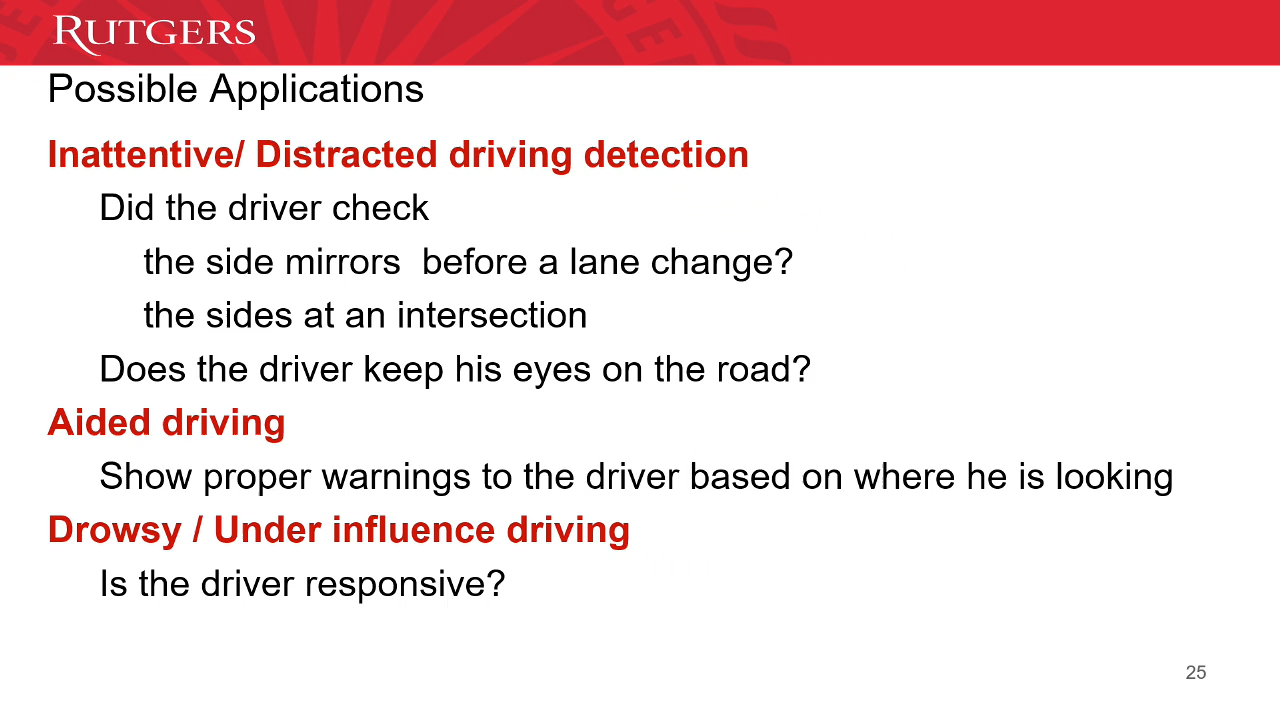 RUTGERS
Possible Applications
Inattentive/ Distracted driving detection
Did the driver check
the side mirrors  before a lane change?
the sides at an intersection
Does the driver keep his eyes on the road?
Aided driving
Show proper warnings to the driver based on where he is looking
Drowsy / Under influence driving
Is the driver responsive?
25